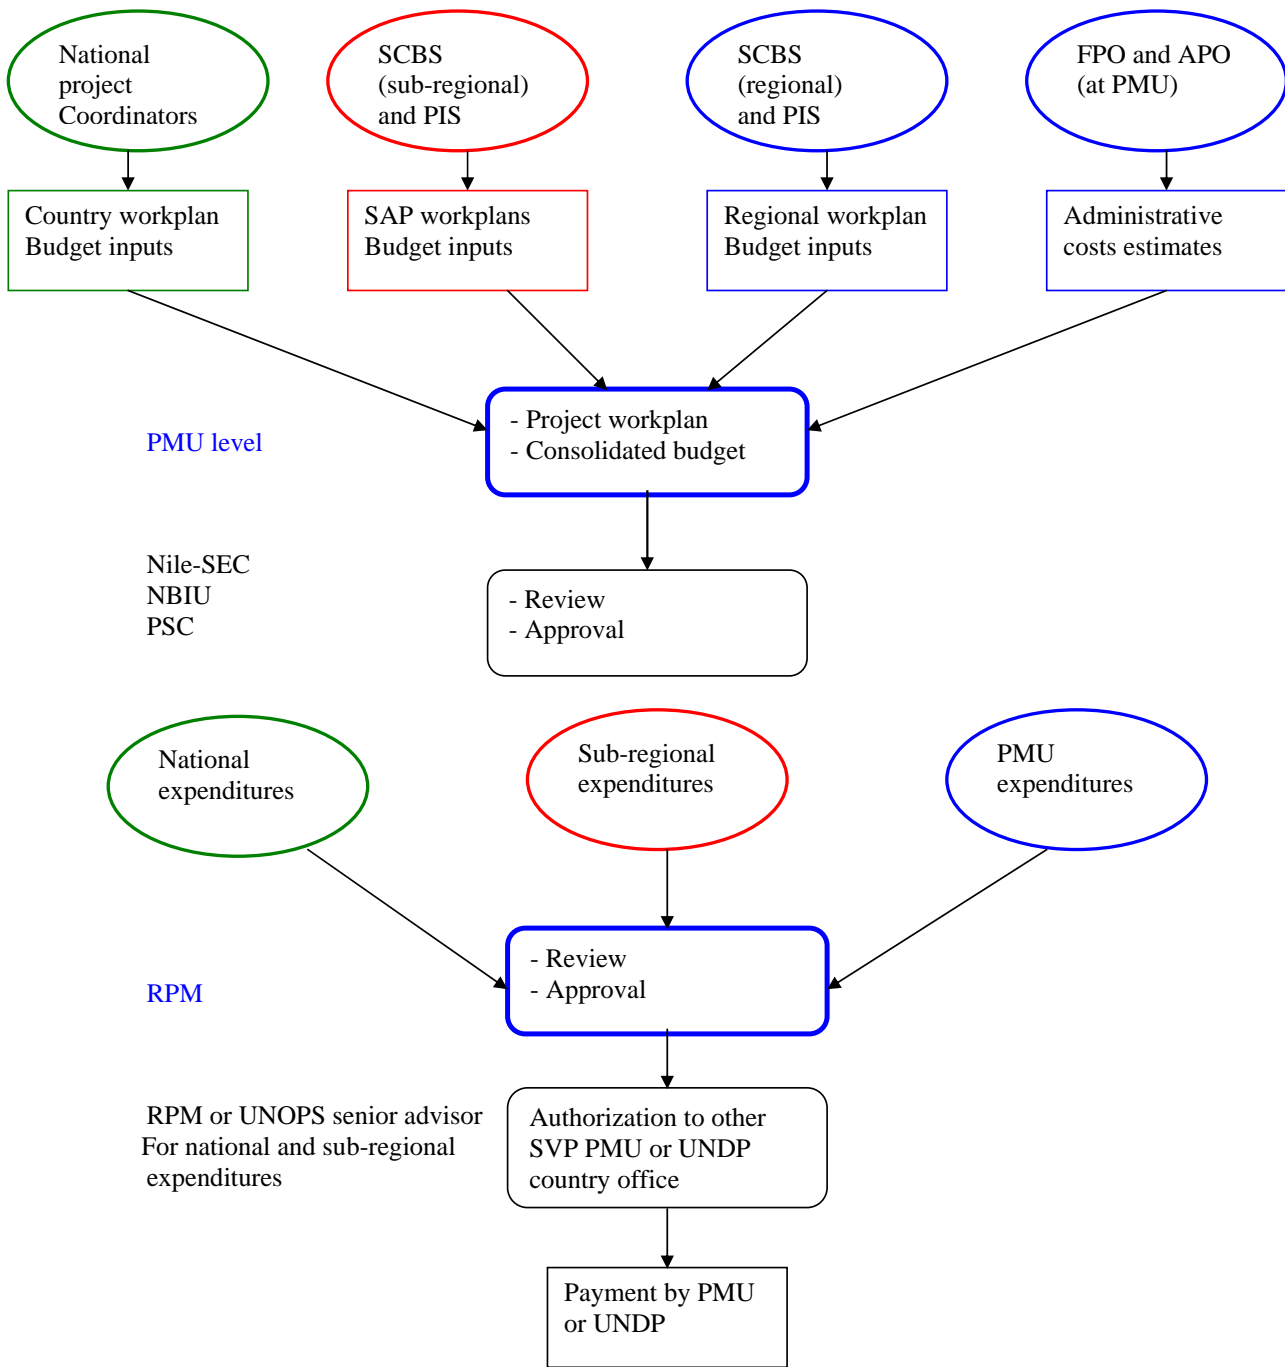 National
project
Coordinators
SCBS
(sub-regional)
and PIS
SCBS
(regional)
and PIS
FPO and APO
(at PMU)
Country workplan
Budget inputs
SAP workplans
Budget inputs
Regional workplan
Budget inputs
Administrative
costs estimates
PMU level
- Project workplan
- Consolidated budget
Nile-SEC
NBIU
PSC
- Review
- Approval
National
expenditures
Sub-regional
expenditures
PMU
expenditures
RPM
- Review
- Approval
RPM or UNOPS senior advisor
For national and sub-regional
expenditures
Authorization to other
SVP PMU or UNDP
country office
Payment by PMU
or UNDP